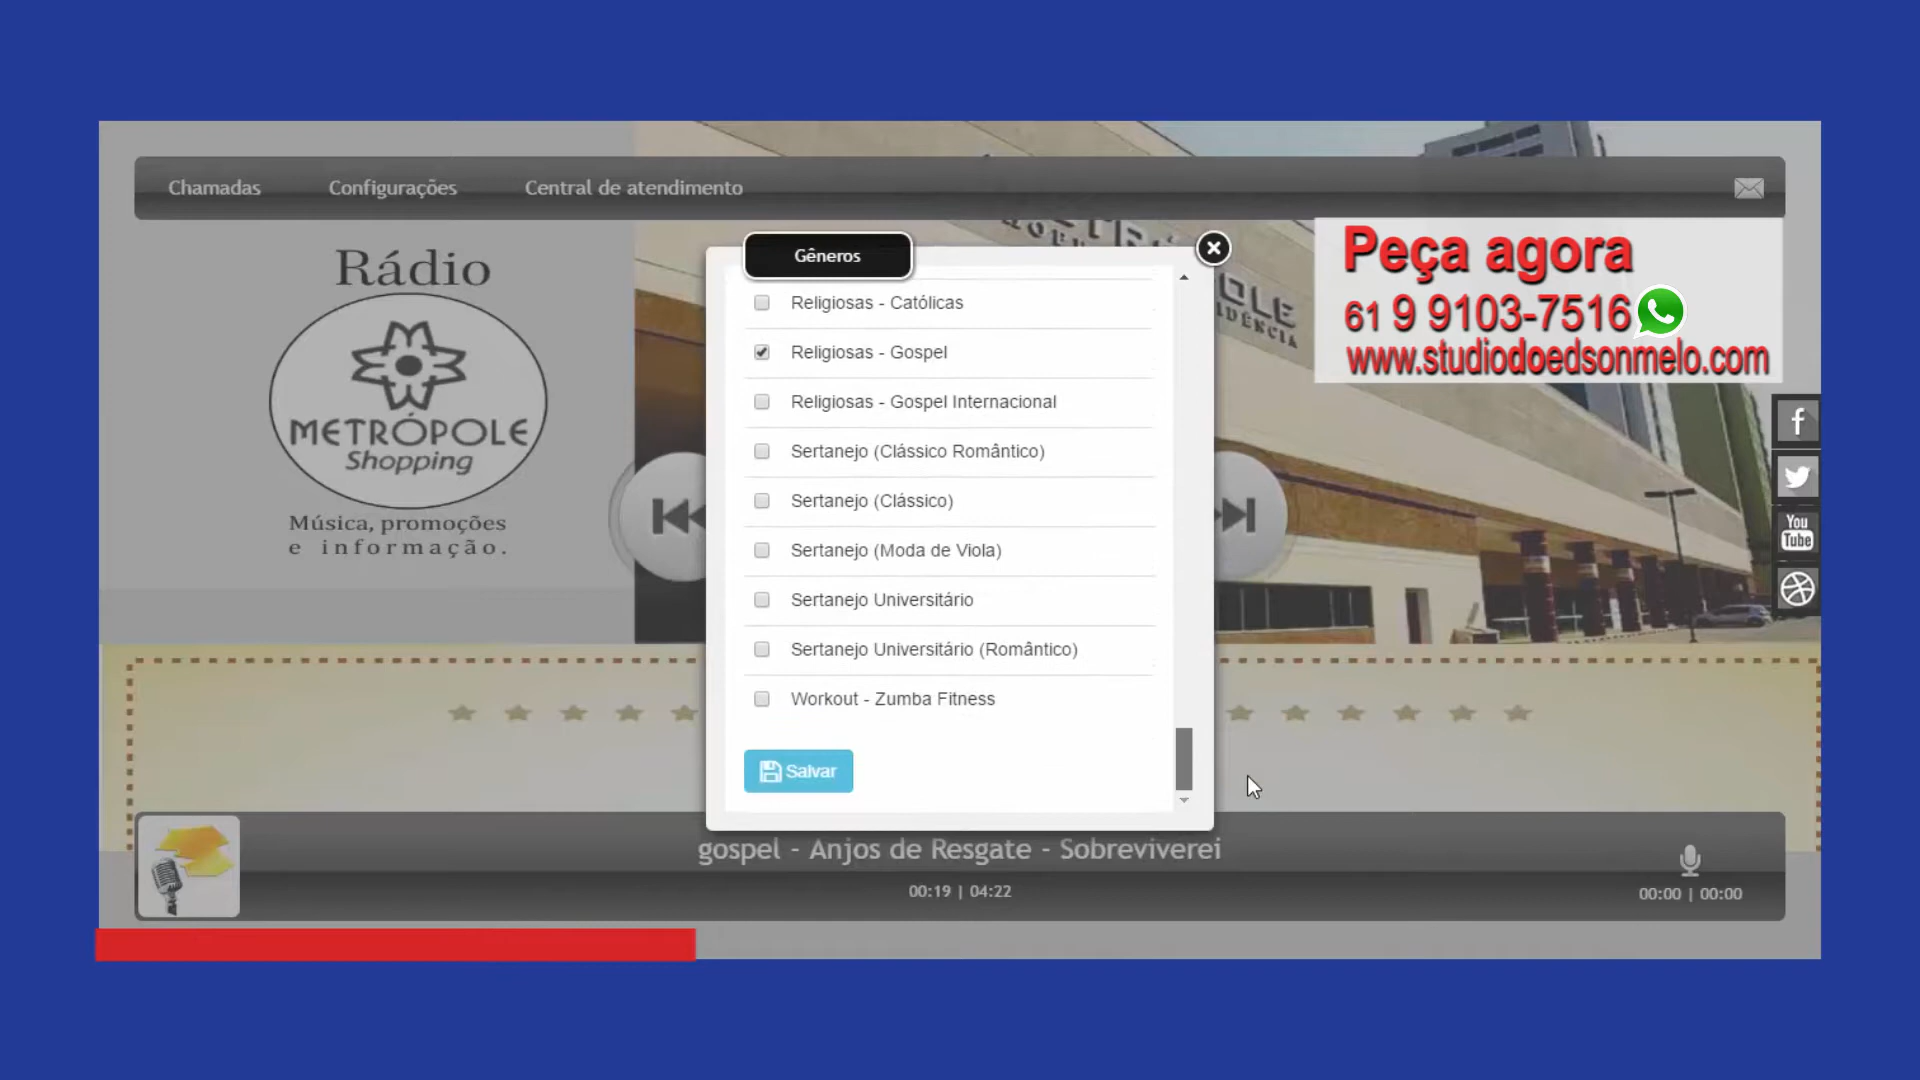 Chamadas
Configurações
Central de atendimento
Rádio
METRÓPOLE
Shopping
Música, promoções
e informação.
Gêneros
Religiosas - Católicas
Religiosas - Gospel
Religiosas - Gospel Internacional
Sertanejo (Clássico Romântico)
Sertanejo (Clássico)
Sertanejo (Moda de Viola)
Sertanejo Universitário
Sertanejo Universitário (Romântico)
Workout - Zumba Fitness
Salvar
Peça agora
61 9 9103-7516
www.studiodoedsonmelo.com
f
You
Tube
gospel - Anjos de Resgate - Sobreviverei
00:19 | 04:22
00:00 | 00:00